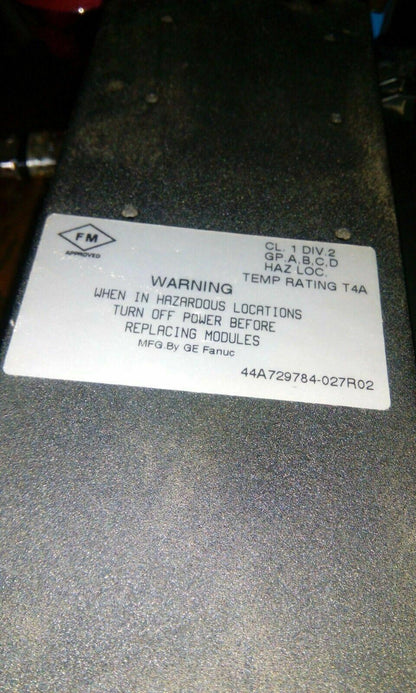 FM
APPROVED
CL. 1 DIV.2
GP.A,B,C,D
HAZ LOC.
TEMP RATING T4A
WARNING
WHEN IN HAZARDOUS LOCATIONS
TURN OFF POWER BEFORE
REPLACING MODULES
MFG.By GE Fanuc
44A729784-027R02